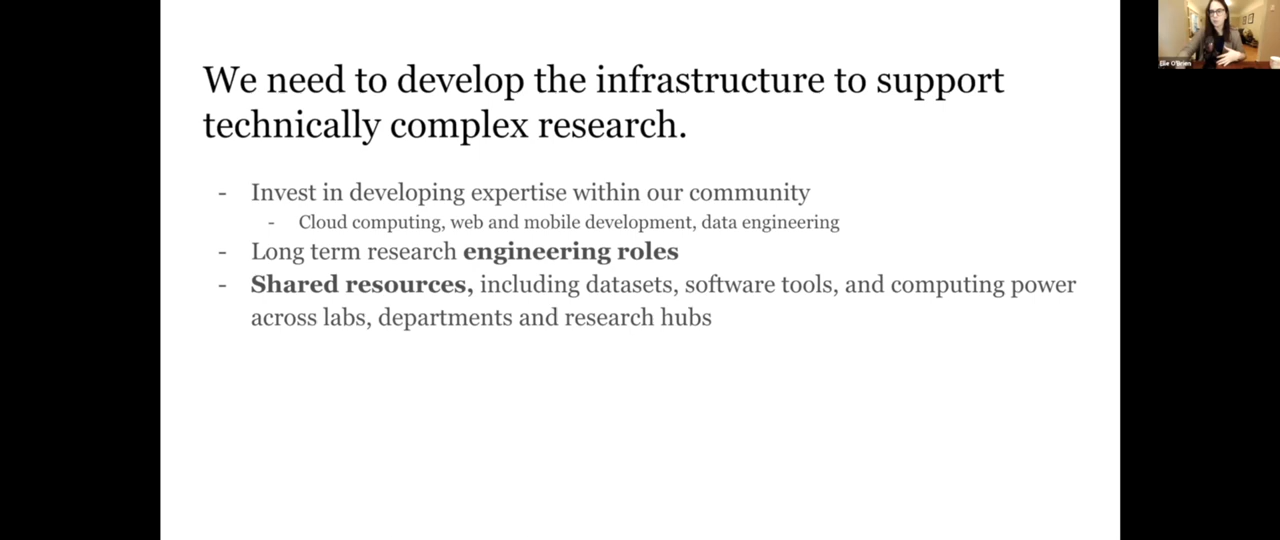 We need to develop the infrastructure to support
technically complex research.
- Invest in developing expertise within our community
- Cloud computing, web and mobile development, data engineering
- Long term research engineering roles
- Shared resources, including datasets, software tools, and computing power
across labs, departments and research hubs
O'Brien